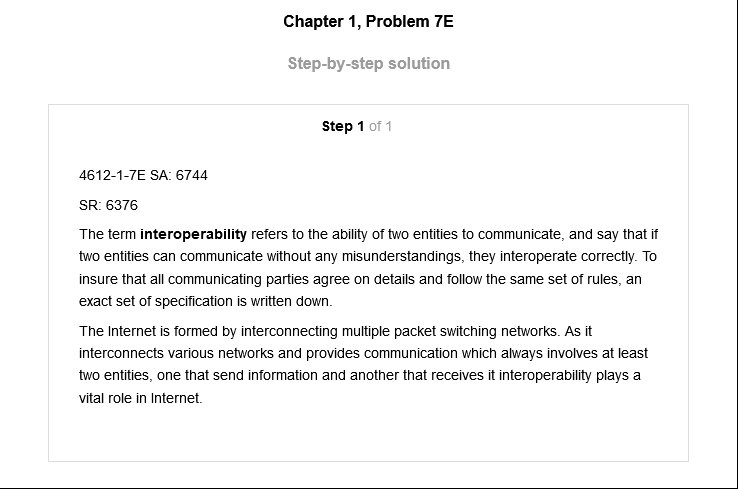 Chapter 1, Problem 7E
Step-by-step solution
Step 1 of 1
4612-1-7E SA: 6744
SR: 6376
The term interoperability refers to the ability of two entities to communicate, and say that if
two entities can communicate without any misunderstandings, they interoperate correctly. To
insure that all communicating parties agree on details and follow the same set of rules, an
exact set of specification is written down.
The Internet is formed by interconnecting multiple packet switching networks. As it
interconnects various networks and provides communication which always involves at least
two entities, one that send information and another that receives it interoperability plays a
vital role in Internet.